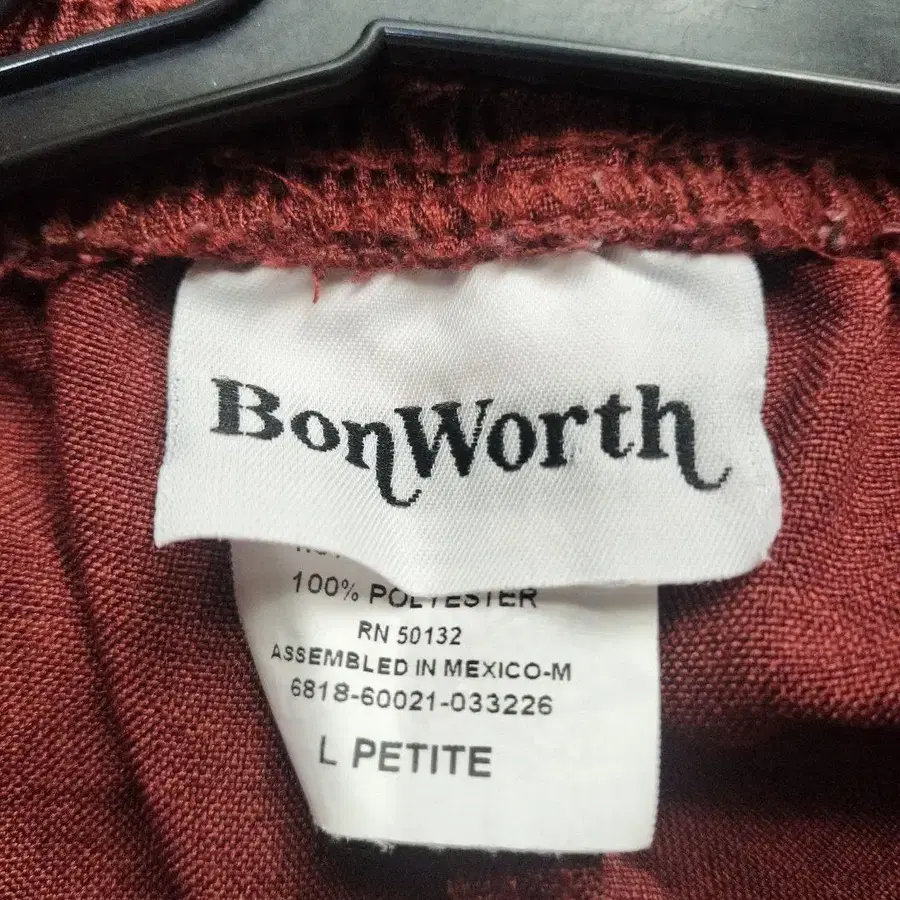 BonWorth
100% POLYESTER
RN 50132
ASSEMBLED IN MEXICO-M
6818-60021-033226
L PETITE